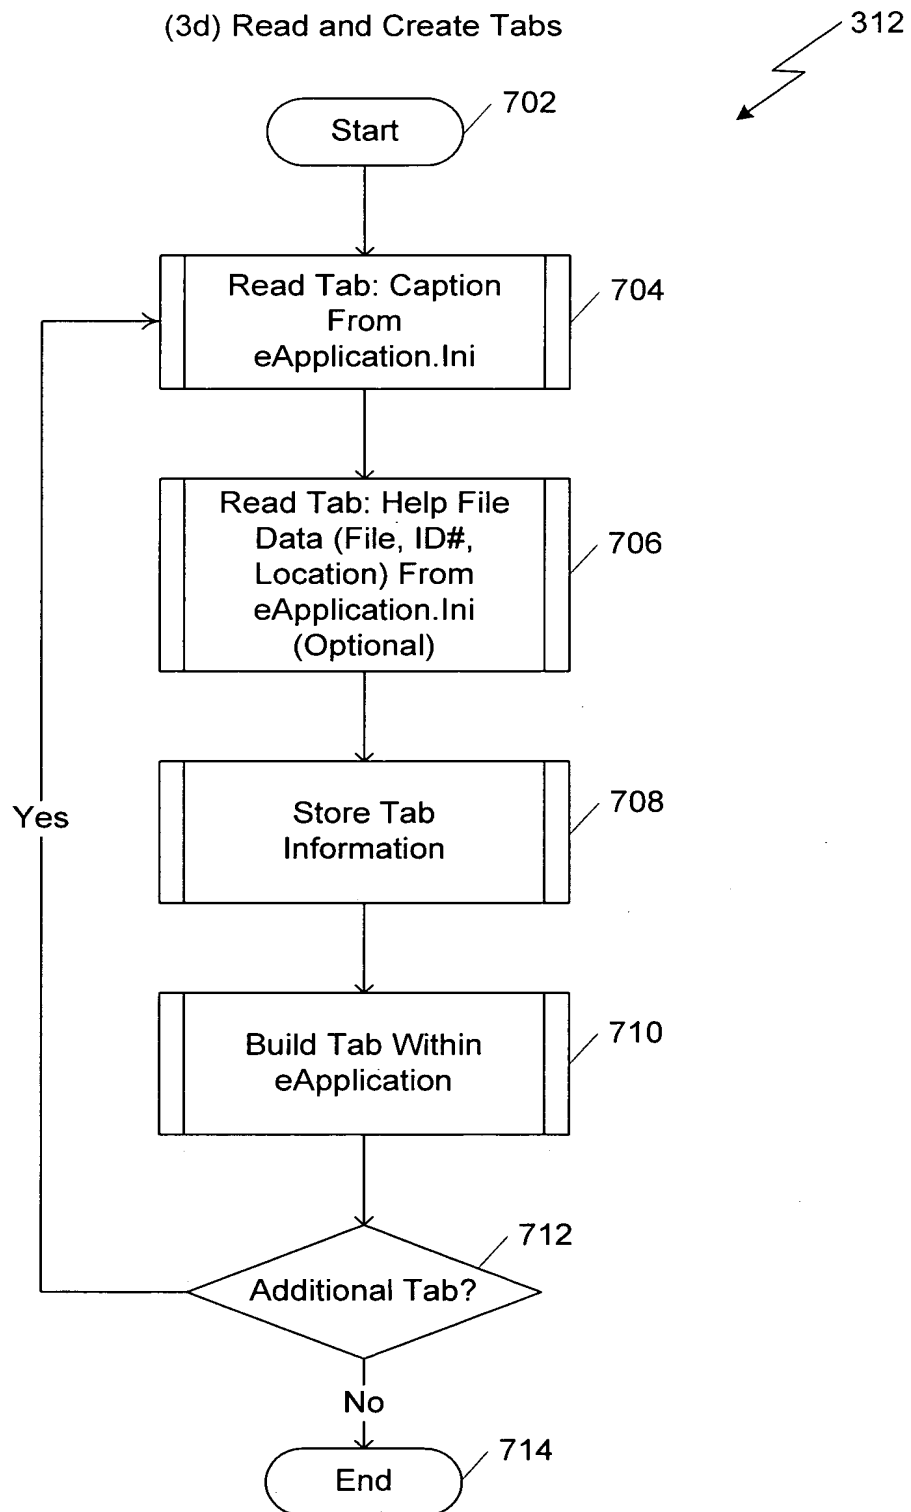 (3d) Read and Create Tabs
312
Start
702
Read Tab: Caption
From
eApplication.Ini
704
Read Tab: Help File
Data (File, ID#,
Location) From
eApplication.Ini
(Optional)
706
Store Tab
Information
708
Yes
Build Tab Within
eApplication
710
Additional Tab?
712
No
End
714